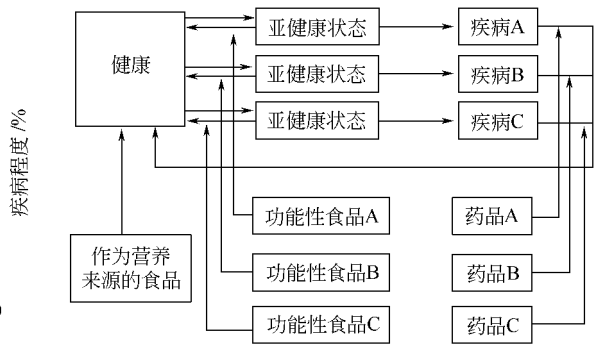 健康
亚健康状态
疾病A
亚健康状态
疾病B
亚健康状态
疾病C
疾病程度/%
功能性食品A
药品A
作为营养
来源的食品
功能性食品B
药品B
功能性食品C
药品C